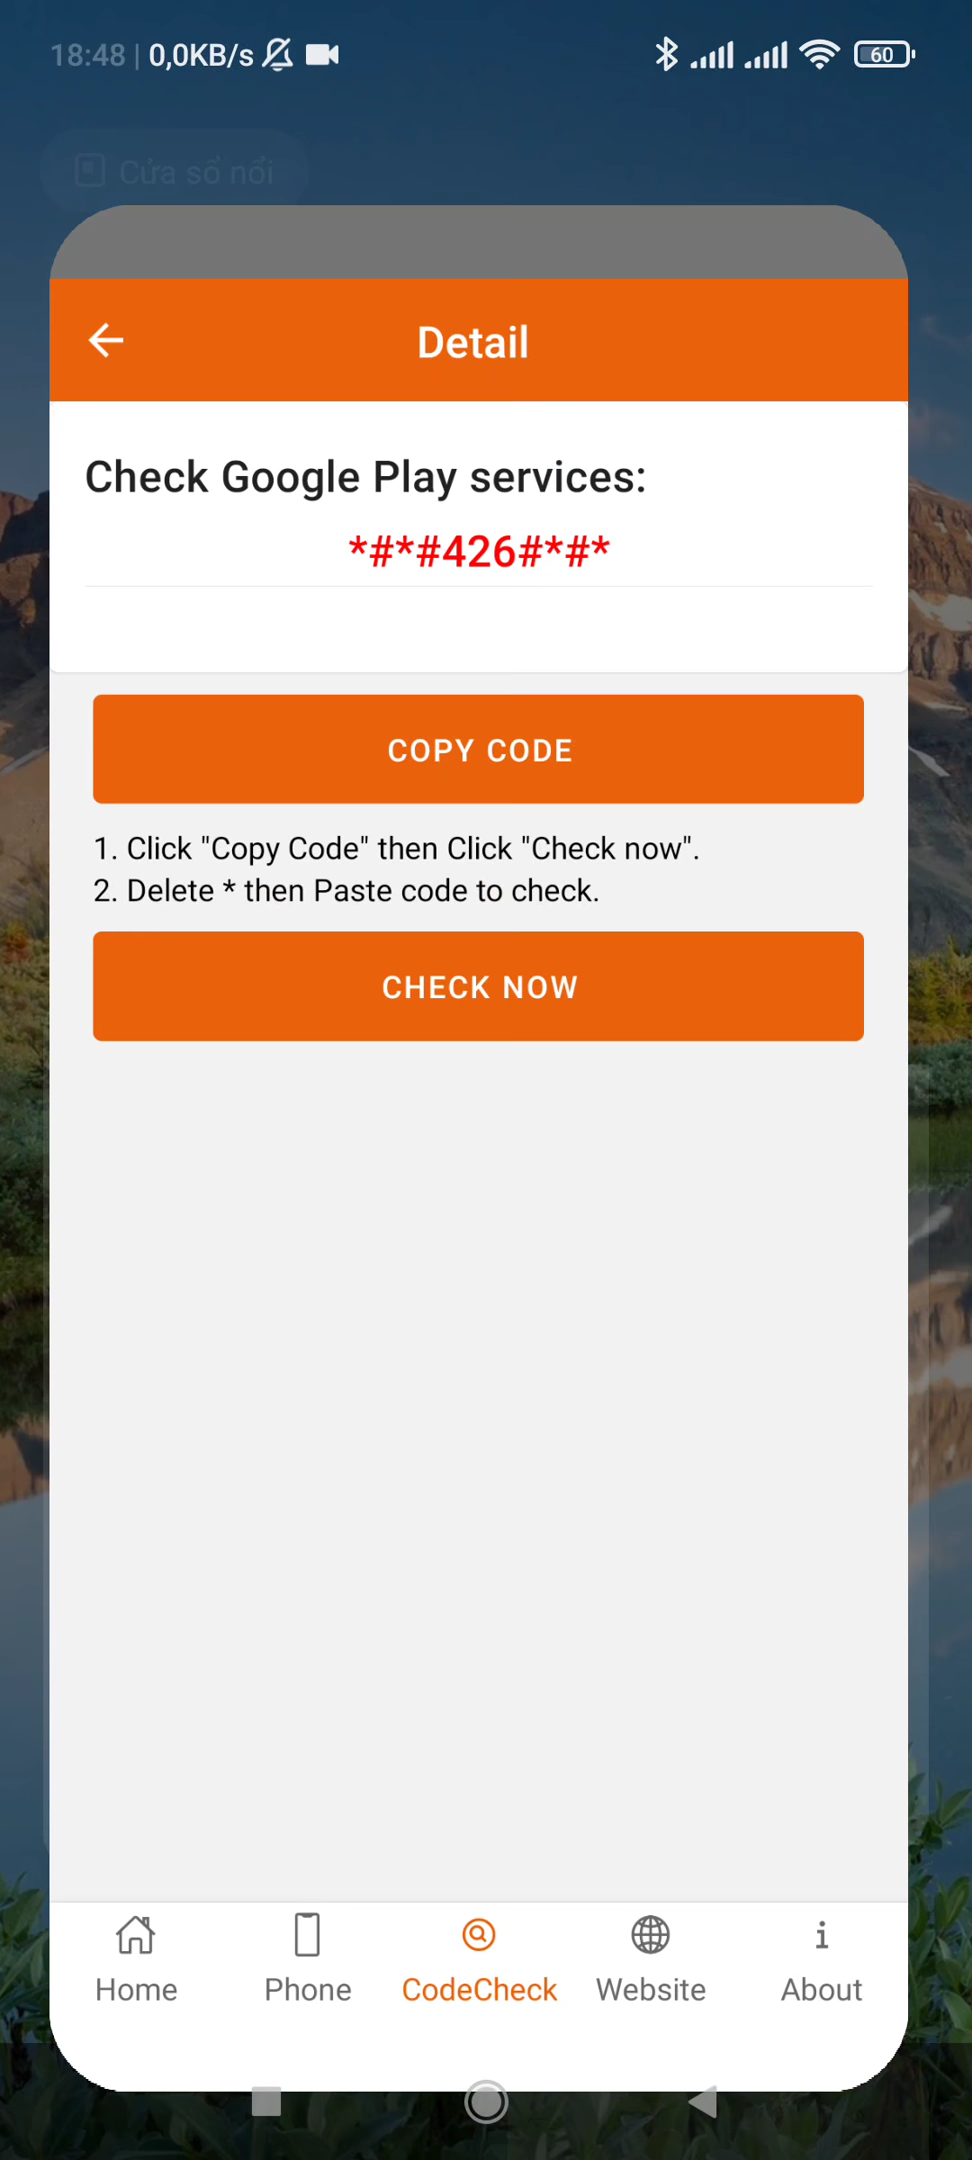 18:48 | 0,0KB/s
60
Cửa sổ nổi
Detail
Check Google Play services:
*#*#426#*#*
COPY CODE
1. Click "Copy Code" then Click "Check now".
2. Delete * then Paste code to check.
CHECK NOW
Home Phone CodeCheck Website About